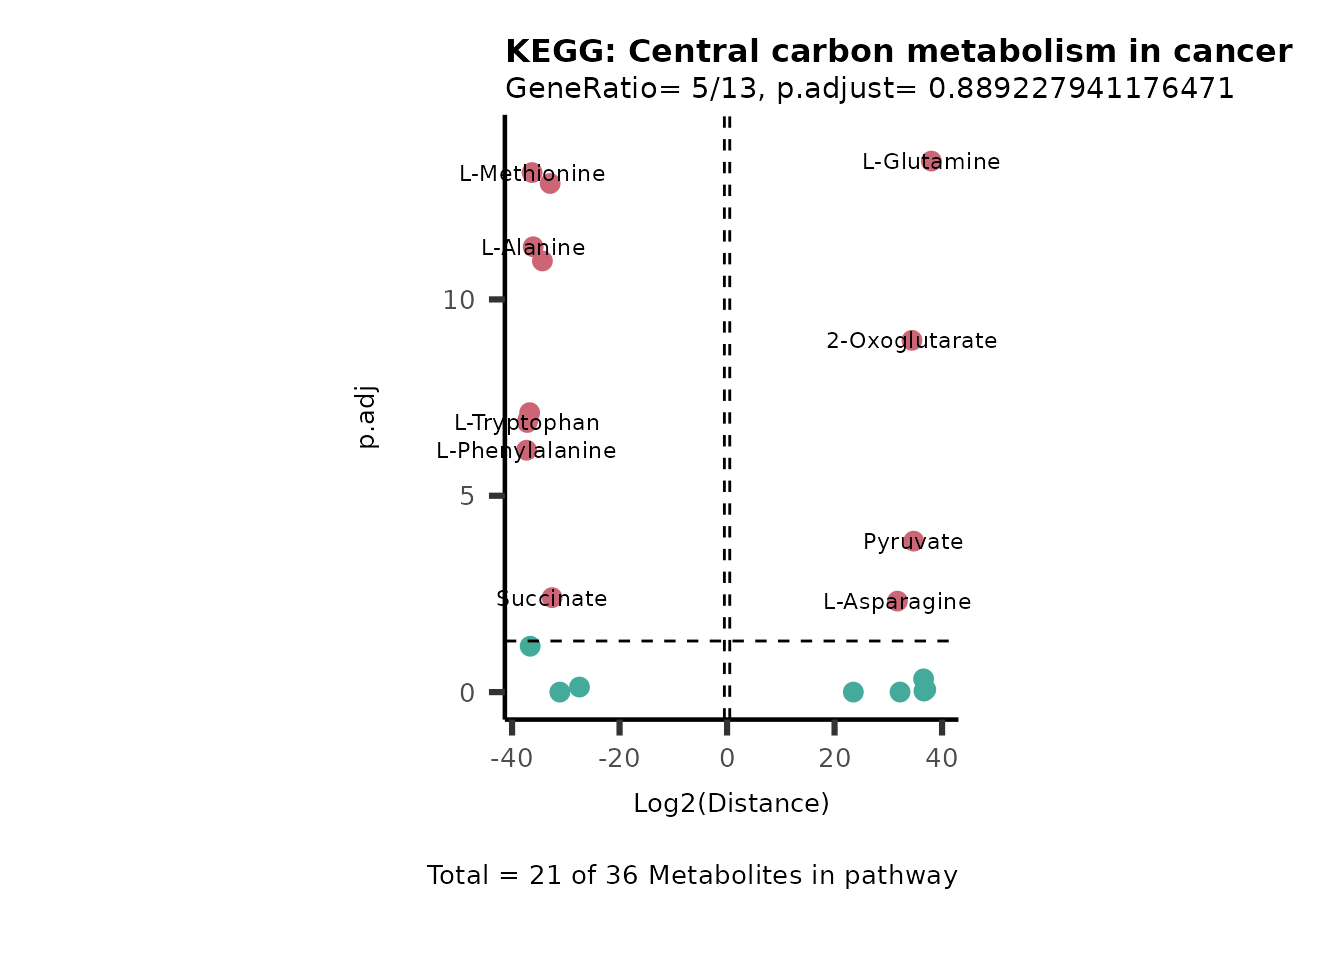 KEGG: Central carbon metabolism in cancer
GeneRatio= 5/13, p.adjust= 0.889227941176471
L-Methionine
L-Glutamine
L-Alanine
10
2-Oxoglutarate
p.adj
L-Tryptophan
L-Phenylalanine
5
Pyruvate
Succinate
L-Asparagine
0
-40 -20 0 20 40
Log2(Distance)
Total = 21 of 36 Metabolites in pathway